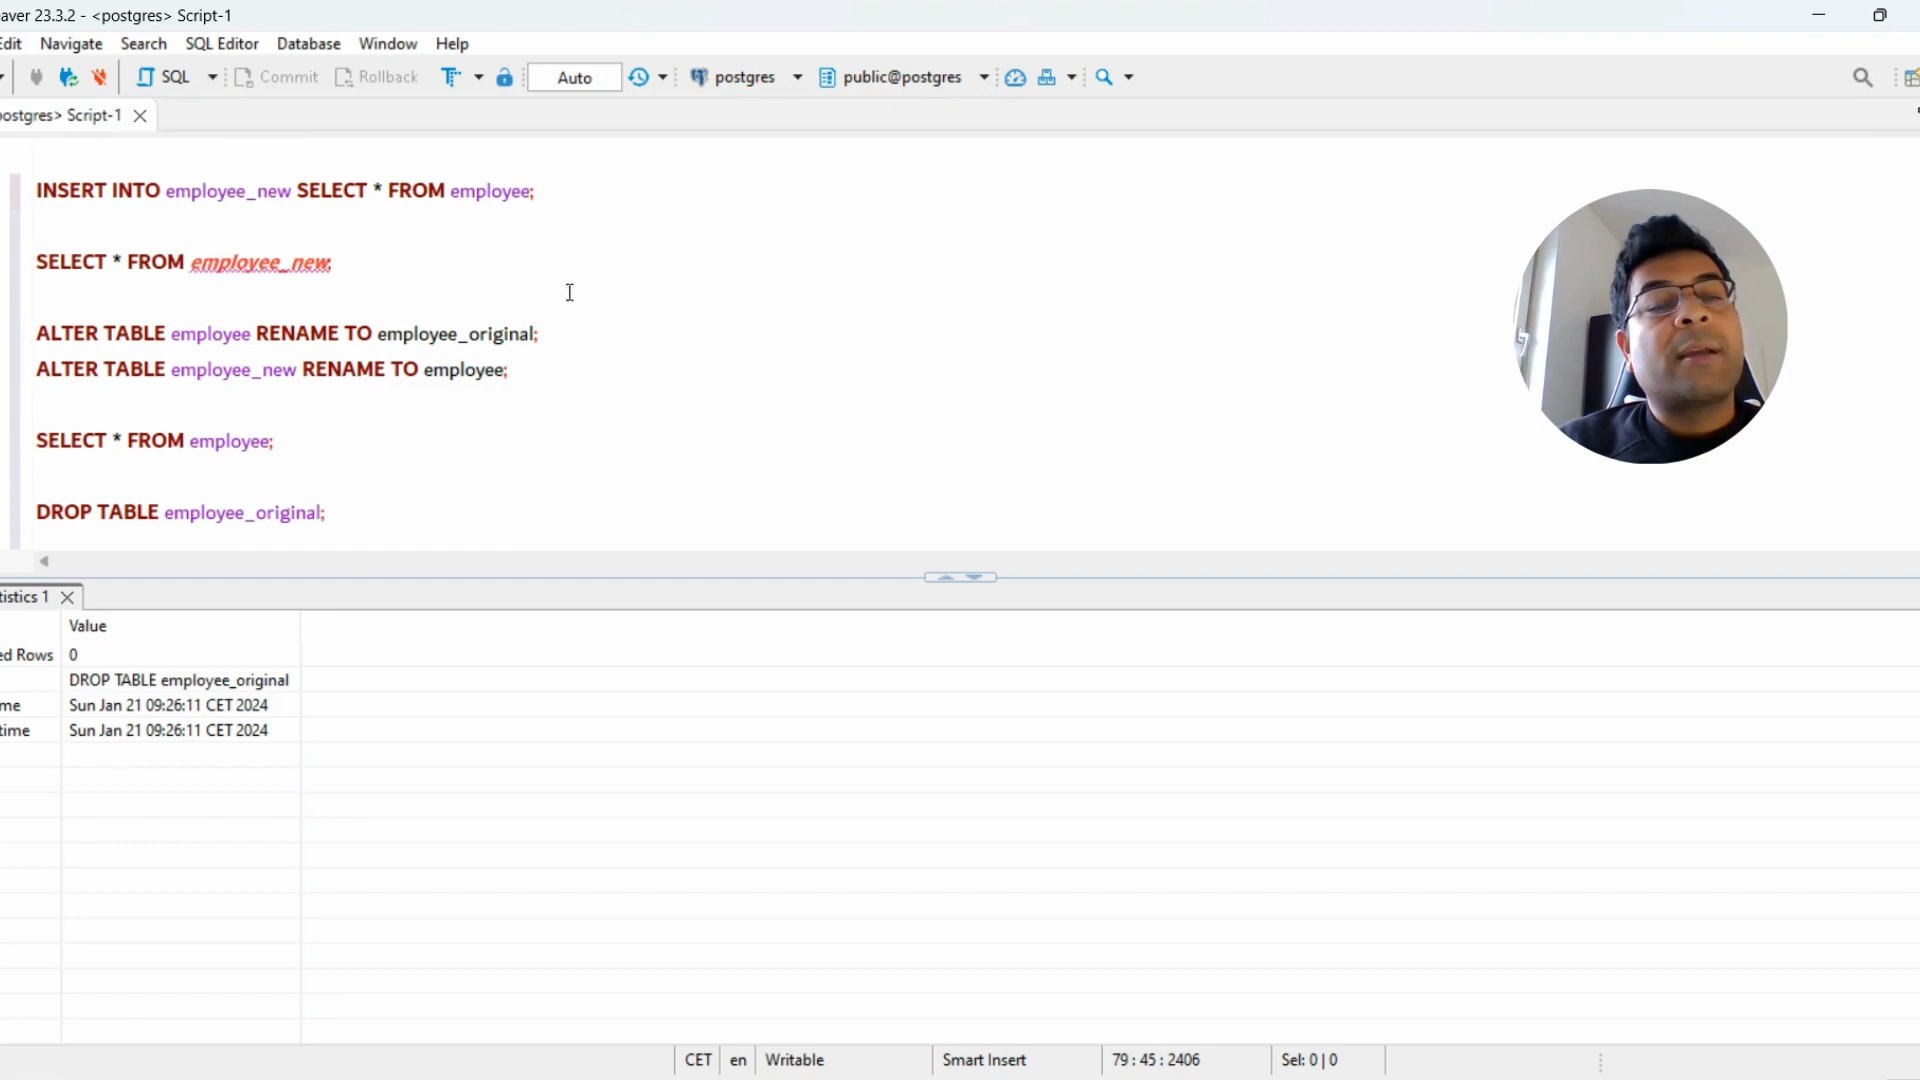 aver 23.3.2 - <postgres> Script-1
Edit Navigate Search SQL Editor Database Window Help
SQL Commit Rollback Auto postgres public@postgres
postgres> Script-1
INSERT INTO employee_new SELECT * FROM employee;
SELECT * FROM employee_new;
ALTER TABLE employee RENAME TO employee_original;
ALTER TABLE employee_new RENAME TO employee;
SELECT * FROM employee;
DROP TABLE employee_original;
tistics 1
Value
ed Rows 0
DROP TABLE employee_original
me Sun Jan 21 09:26:11 CET 2024
time Sun Jan 21 09:26:11 CET 2024
CET en Writable Smart Insert 79 : 45 : 2406 Sel: 0 | 0